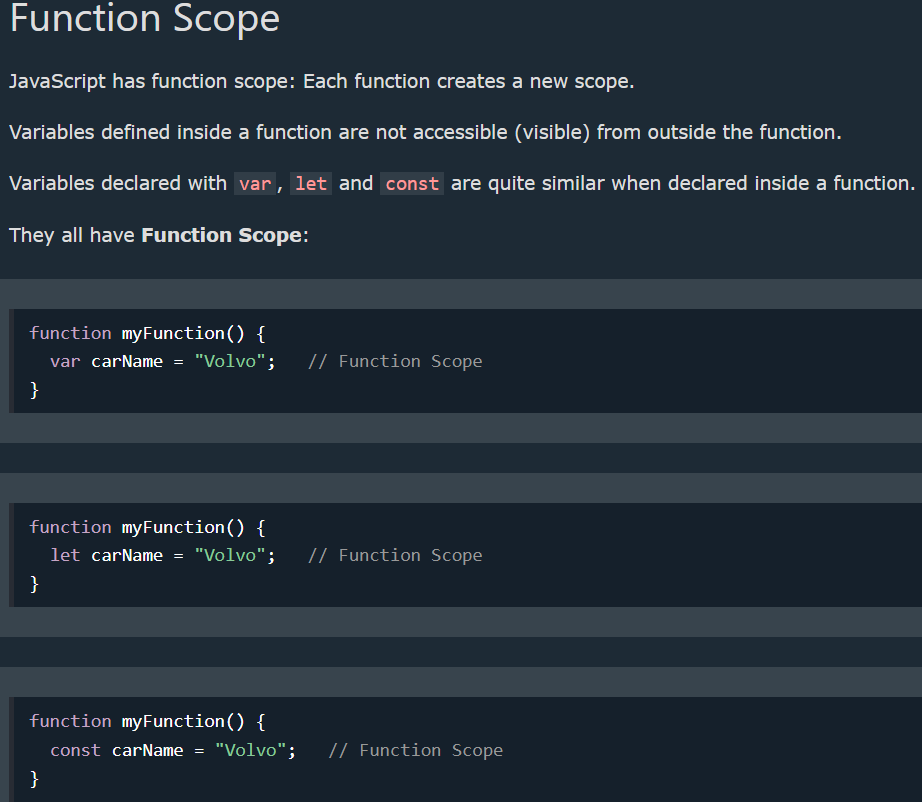 Function Scope
JavaScript has function scope: Each function creates a new scope.
Variables defined inside a function are not accessible (visible) from outside the function.
Variables declared with var, let and const are quite similar when declared inside a function.
They all have Function Scope:
function myFunction() {
  var carName = "Volvo";   // Function Scope
}
function myFunction() {
  let carName = "Volvo";   // Function Scope
}
function myFunction() {
  const carName = "Volvo";   // Function Scope
}